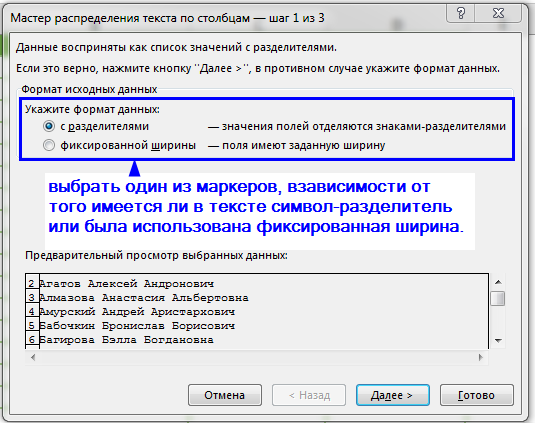 Мастер распределения текста по столбцам — шаг 1 из 3
Данные восприняты как список значений с разделителями.
Если это верно, нажмите кнопку "Далее >", в противном случае укажите формат данных.
Формат исходных данных
Укажите формат данных:
с разделителями — значения полей отделяются знаками-разделителями
фиксированной ширины — поля имеют заданную ширину
выбрать один из маркеров, взависимости от
того имеется ли в тексте символ-разделитель
или была использована фиксированная ширина.
Предварительный просмотр выбранных данных:
2 Агатов Алексей Андронович
3 Алмазова Анастасия Альбертовна
4 Амурский Андрей Аристархович
5 Бабочкин Бронислав Борисович
6 Багирова Бэлла Богдановна
Отмена < Назад Далее > Готово